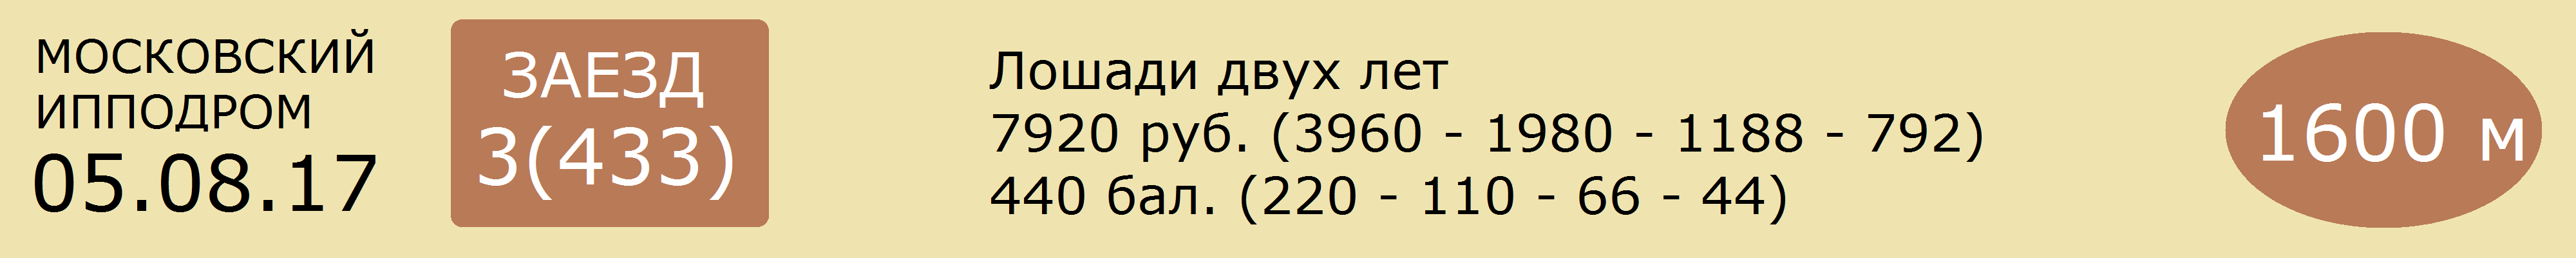 МОСКОВСКИЙ
ИППОДРОМ
05.08.17
ЗАЕЗД
3(433)
Лошади двух лет
7920 руб. (3960 - 1980 - 1188 - 792)
440 бал. (220 - 110 - 66 - 44)
1600 м